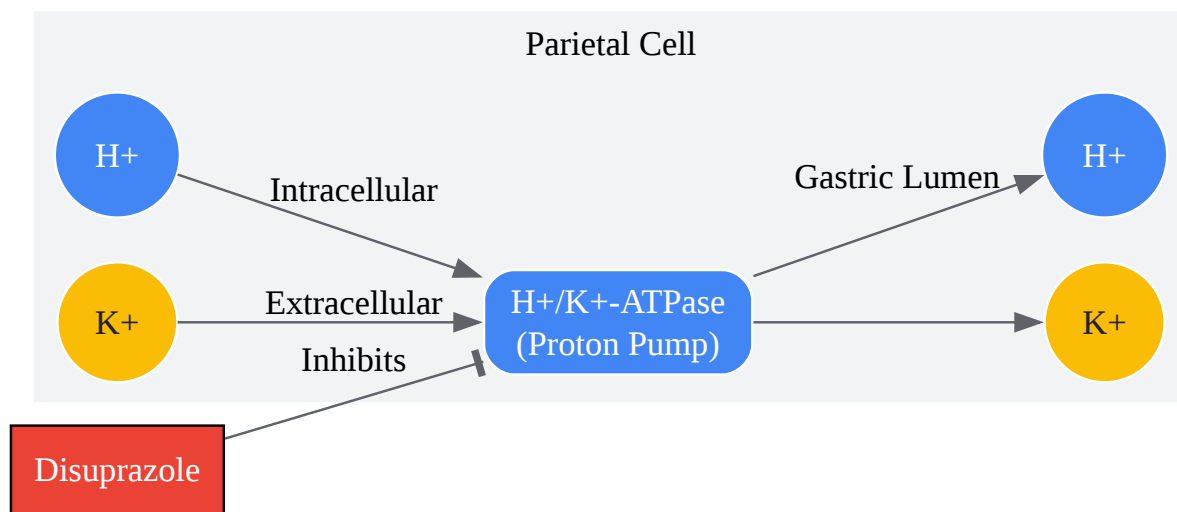 Parietal Cell
H+
Intracellular
Gastric Lumen
H+
K+
Extracellular
H+/K+-ATPase
(Proton Pump)
K+
Inhibits
Disuprazole